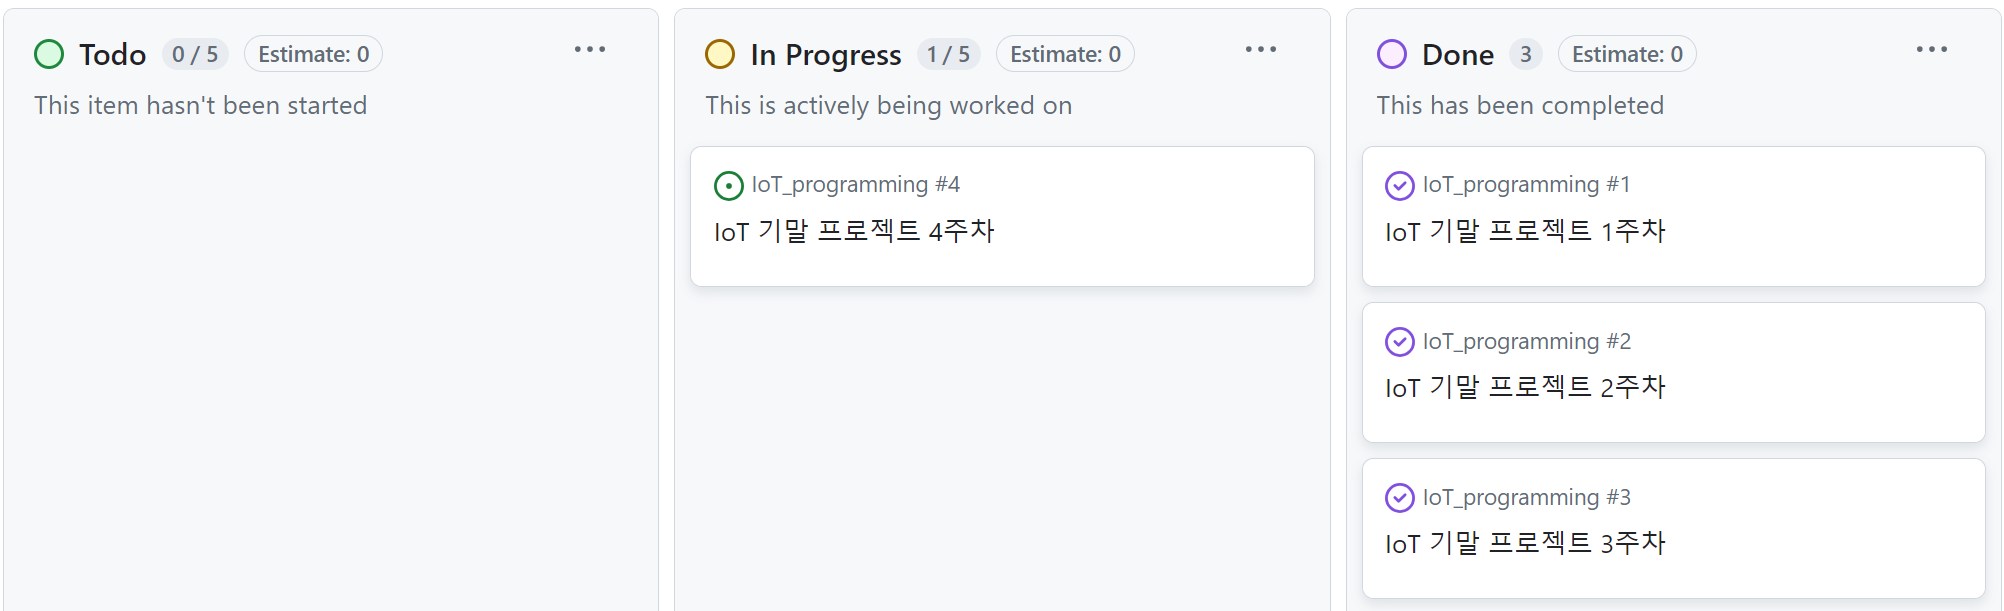 Todo 0 / 5 Estimate: 0
This item hasn't been started
In Progress 1 / 5 Estimate: 0
This is actively being worked on
IoT_programming #4
IoT 기말 프로젝트 4주차
Done 3 Estimate: 0
This has been completed
IoT_programming #1
IoT 기말 프로젝트 1주차
IoT_programming #2
IoT 기말 프로젝트 2주차
IoT_programming #3
IoT 기말 프로젝트 3주차